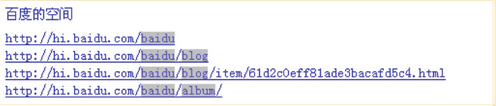 百度的空间
http://hi.baidu.com/baidu
http://hi.baidu.com/baidu/blog
http://hi.baidu.com/baidu/blog/item/61d2c0eff81ade3bacafd5c4.html
http://hi.baidu.com/baidu/album/